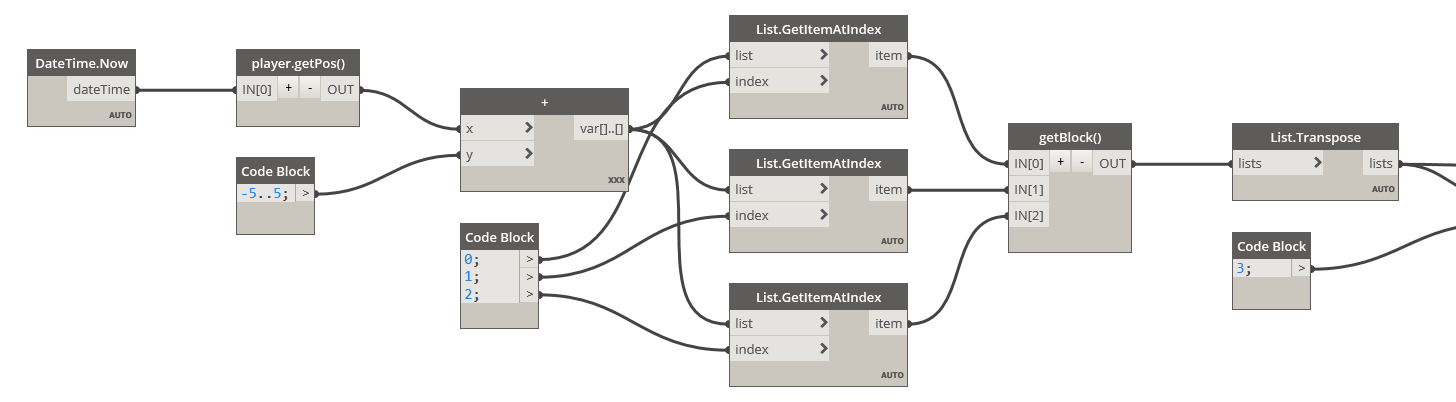 DateTime.Now
dateTime
AUTO
player.getPos()
IN[0] + - OUT
Code Block
-5..5; >
+
x > var[]..[]
y >
xxx
Code Block
0; >
1; >
2; >
List.GetItemAtIndex
list > item
index >
AUTO
List.GetItemAtIndex
list > item
index >
AUTO
List.GetItemAtIndex
list > item
index >
AUTO
getBlock()
IN[0] + - OUT
IN[1]
IN[2]
List.Transpose
lists > lists
AUTO
Code Block
3; >